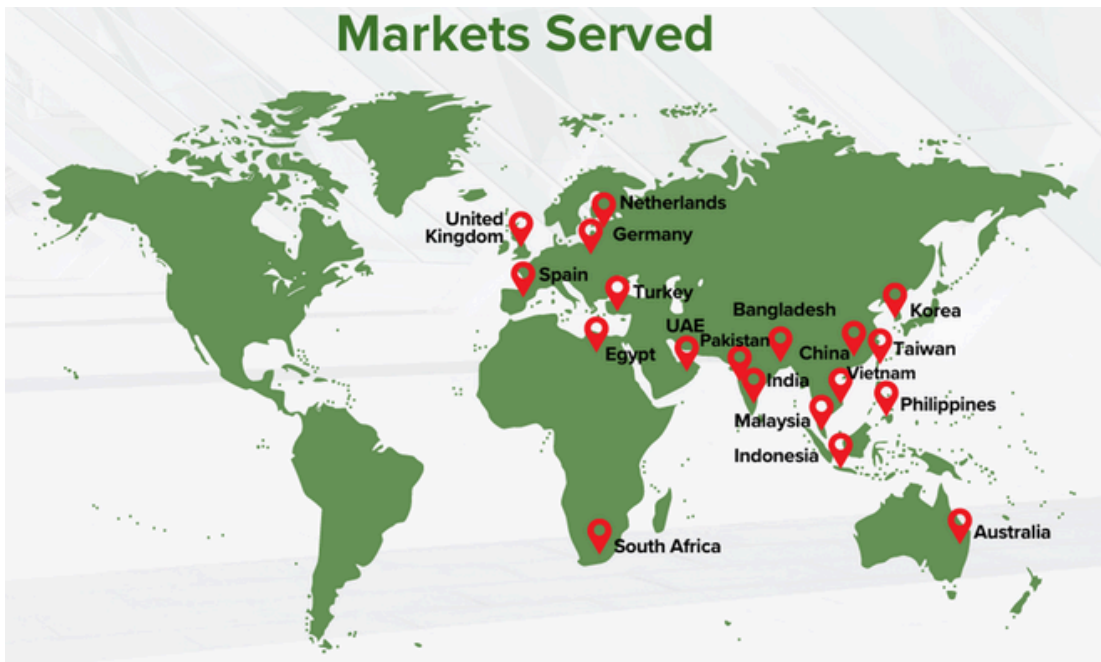 Markets Served
Netherlands
United
Kingdom
Germany
Spain
Turkey
Bangladesh
Korea
UAE
Pakistan
Egypt
China
Taiwan
Vietnam
India
Philippines
Malaysia
Indonesia
Australia
South Africa